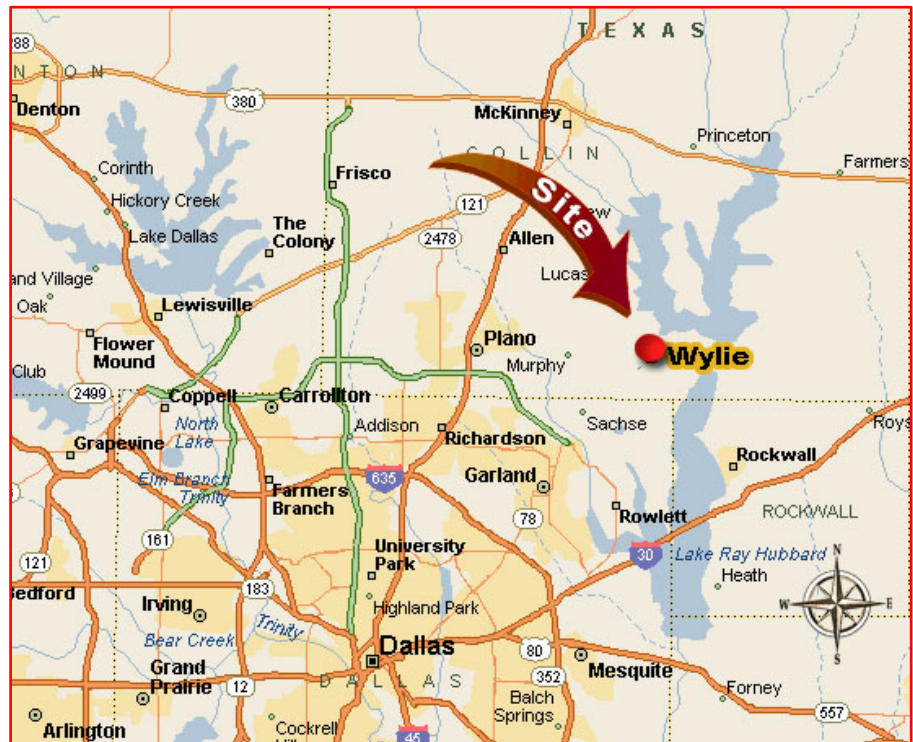 TEXAS
288
NTON
Denton
380
McKinney
Princeton
COLLIN
Farmers
Corinth
Frisco
Hickory Creek
Lake Dallas
The
Colony
121
2478
Site
ew
Allen
Lucas
and Village
Oak
Lewisville
Flower
Mound
Plano
Murphy
Wylie
Club
2499
Coppell
Carrollton
North
Lake
Addison
Richardson
Sachse
Roys
Grapevine
Elm Branch
Trinity
635
Garland
Rockwall
Farmers
Branch
78
Rowlett
ROCKWALL
161
University
Park
30
Lake Ray Hubbard
121
183
Heath
N
W
E
S
Bedford
Irving
Highland Park
Trinity
Bear Creek
Dallas
80
Mesquite
Grand
Prairie
12
DALLAS
352
Balch
Springs
Forney
557
Arlington
Cockrell
45